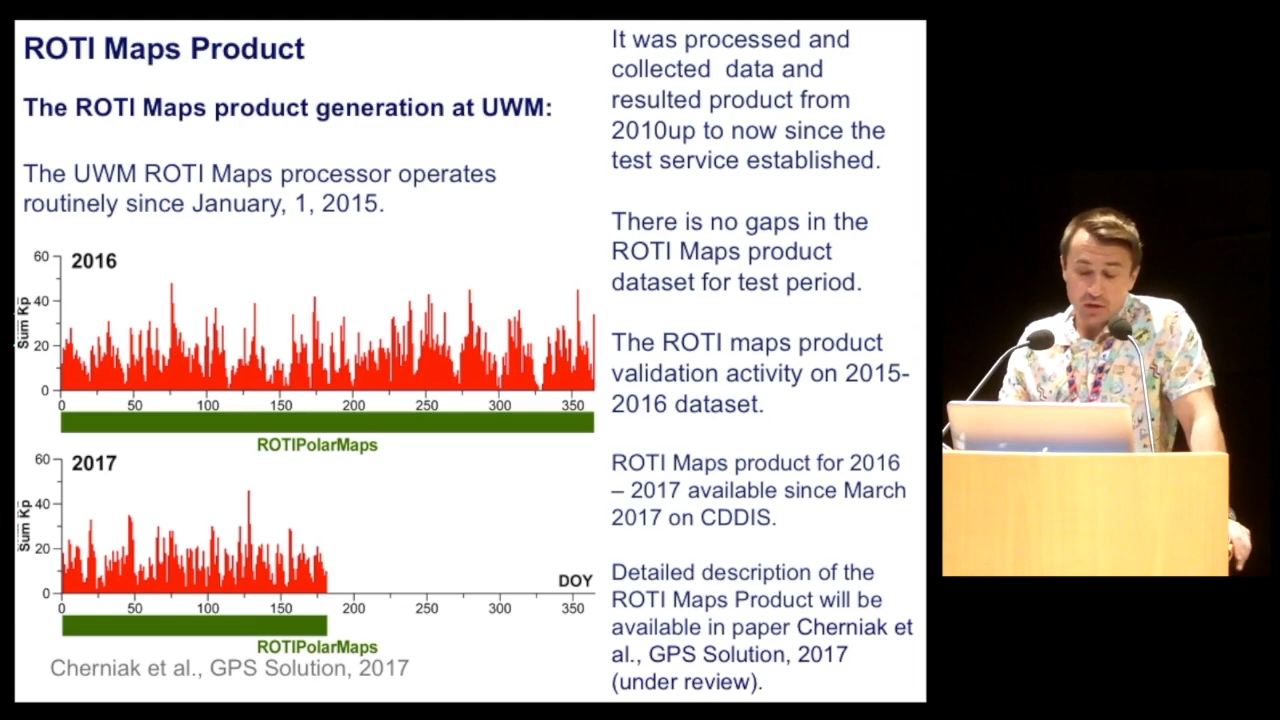 ROTI Maps Product
The ROTI Maps product generation at UWM:
The UWM ROTI Maps processor operates
routinely since January, 1, 2015.
60
2016
40
Sum Kp
20
0
0 50 100 150 200 250 300 350
ROTIPolarMaps
60
2017
40
Sum Kp
20
DOY
0
0 50 100 150 200 250 300 350
ROTIPolarMaps
Cherniak et al., GPS Solution, 2017
It was processed and
collected data and
resulted product from
2010up to now since the
test service established.
There is no gaps in the
ROTI Maps product
dataset for test period.
The ROTI maps product
validation activity on 2015-
2016 dataset.
ROTI Maps product for 2016
– 2017 available since March
2017 on CDDIS.
Detailed description of the
ROTI Maps Product will be
available in paper Cherniak et
al., GPS Solution, 2017
(under review).